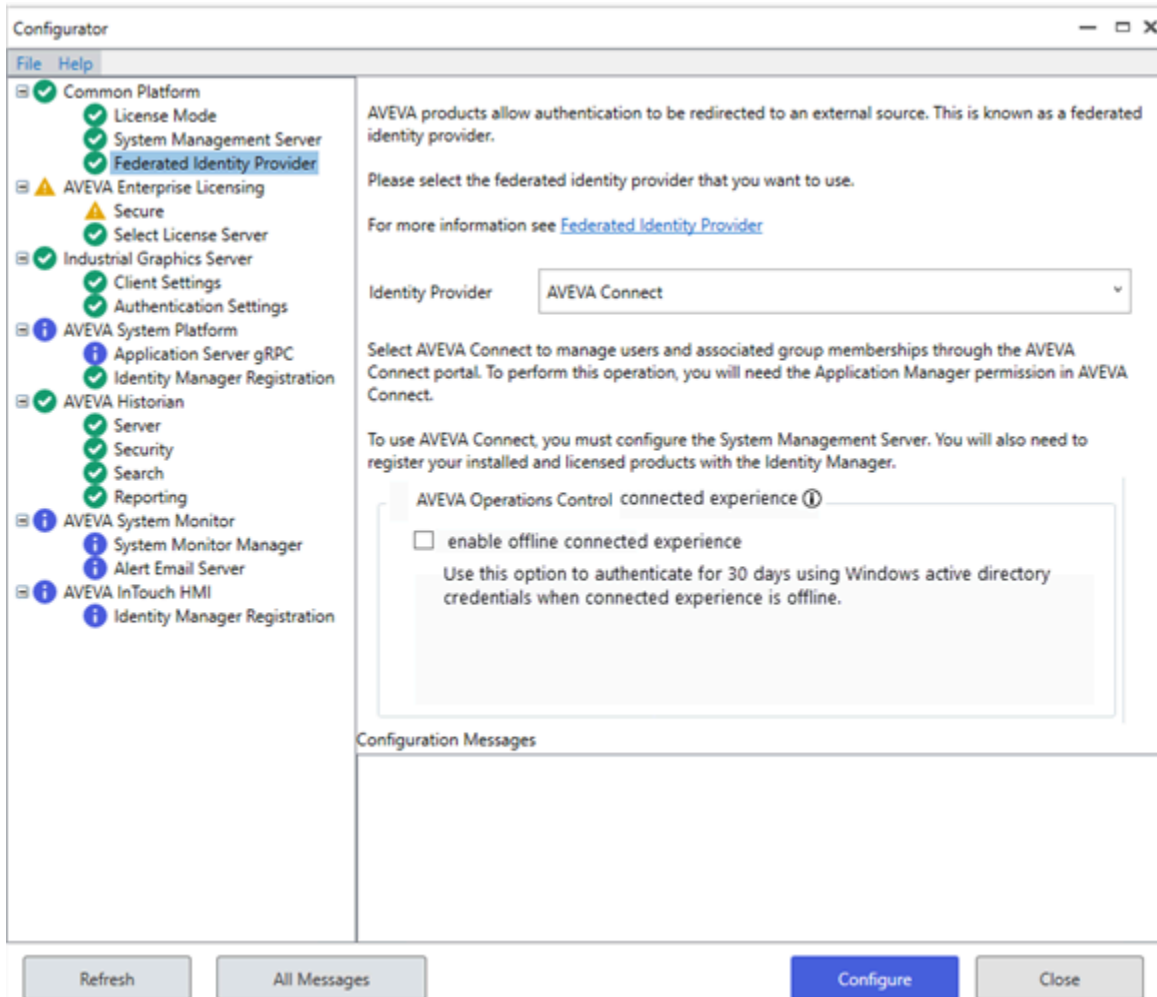 Configurator
File Help
Common Platform
License Mode
System Management Server
Federated Identity Provider
AVEVA Enterprise Licensing
Secure
Select License Server
Industrial Graphics Server
Client Settings
Authentication Settings
AVEVA System Platform
Application Server gRPC
Identity Manager Registration
AVEVA Historian
Server
Security
Search
Reporting
AVEVA System Monitor
System Monitor Manager
Alert Email Server
AVEVA InTouch HMI
Identity Manager Registration
AVEVA products allow authentication to be redirected to an external source. This is known as a federated
identity provider.
Please select the federated identity provider that you want to use.
For more information see Federated Identity Provider
Identity Provider AVEVA Connect
Select AVEVA Connect to manage users and associated group memberships through the AVEVA
Connect portal. To perform this operation, you will need the Application Manager permission in AVEVA
Connect.
To use AVEVA Connect, you must configure the System Management Server. You will also need to
register your installed and licensed products with the Identity Manager.
AVEVA Operations Control connected experience
enable offline connected experience
Use this option to authenticate for 30 days using Windows active directory
credentials when connected experience is offline.
Configuration Messages
Refresh All Messages Configure Close